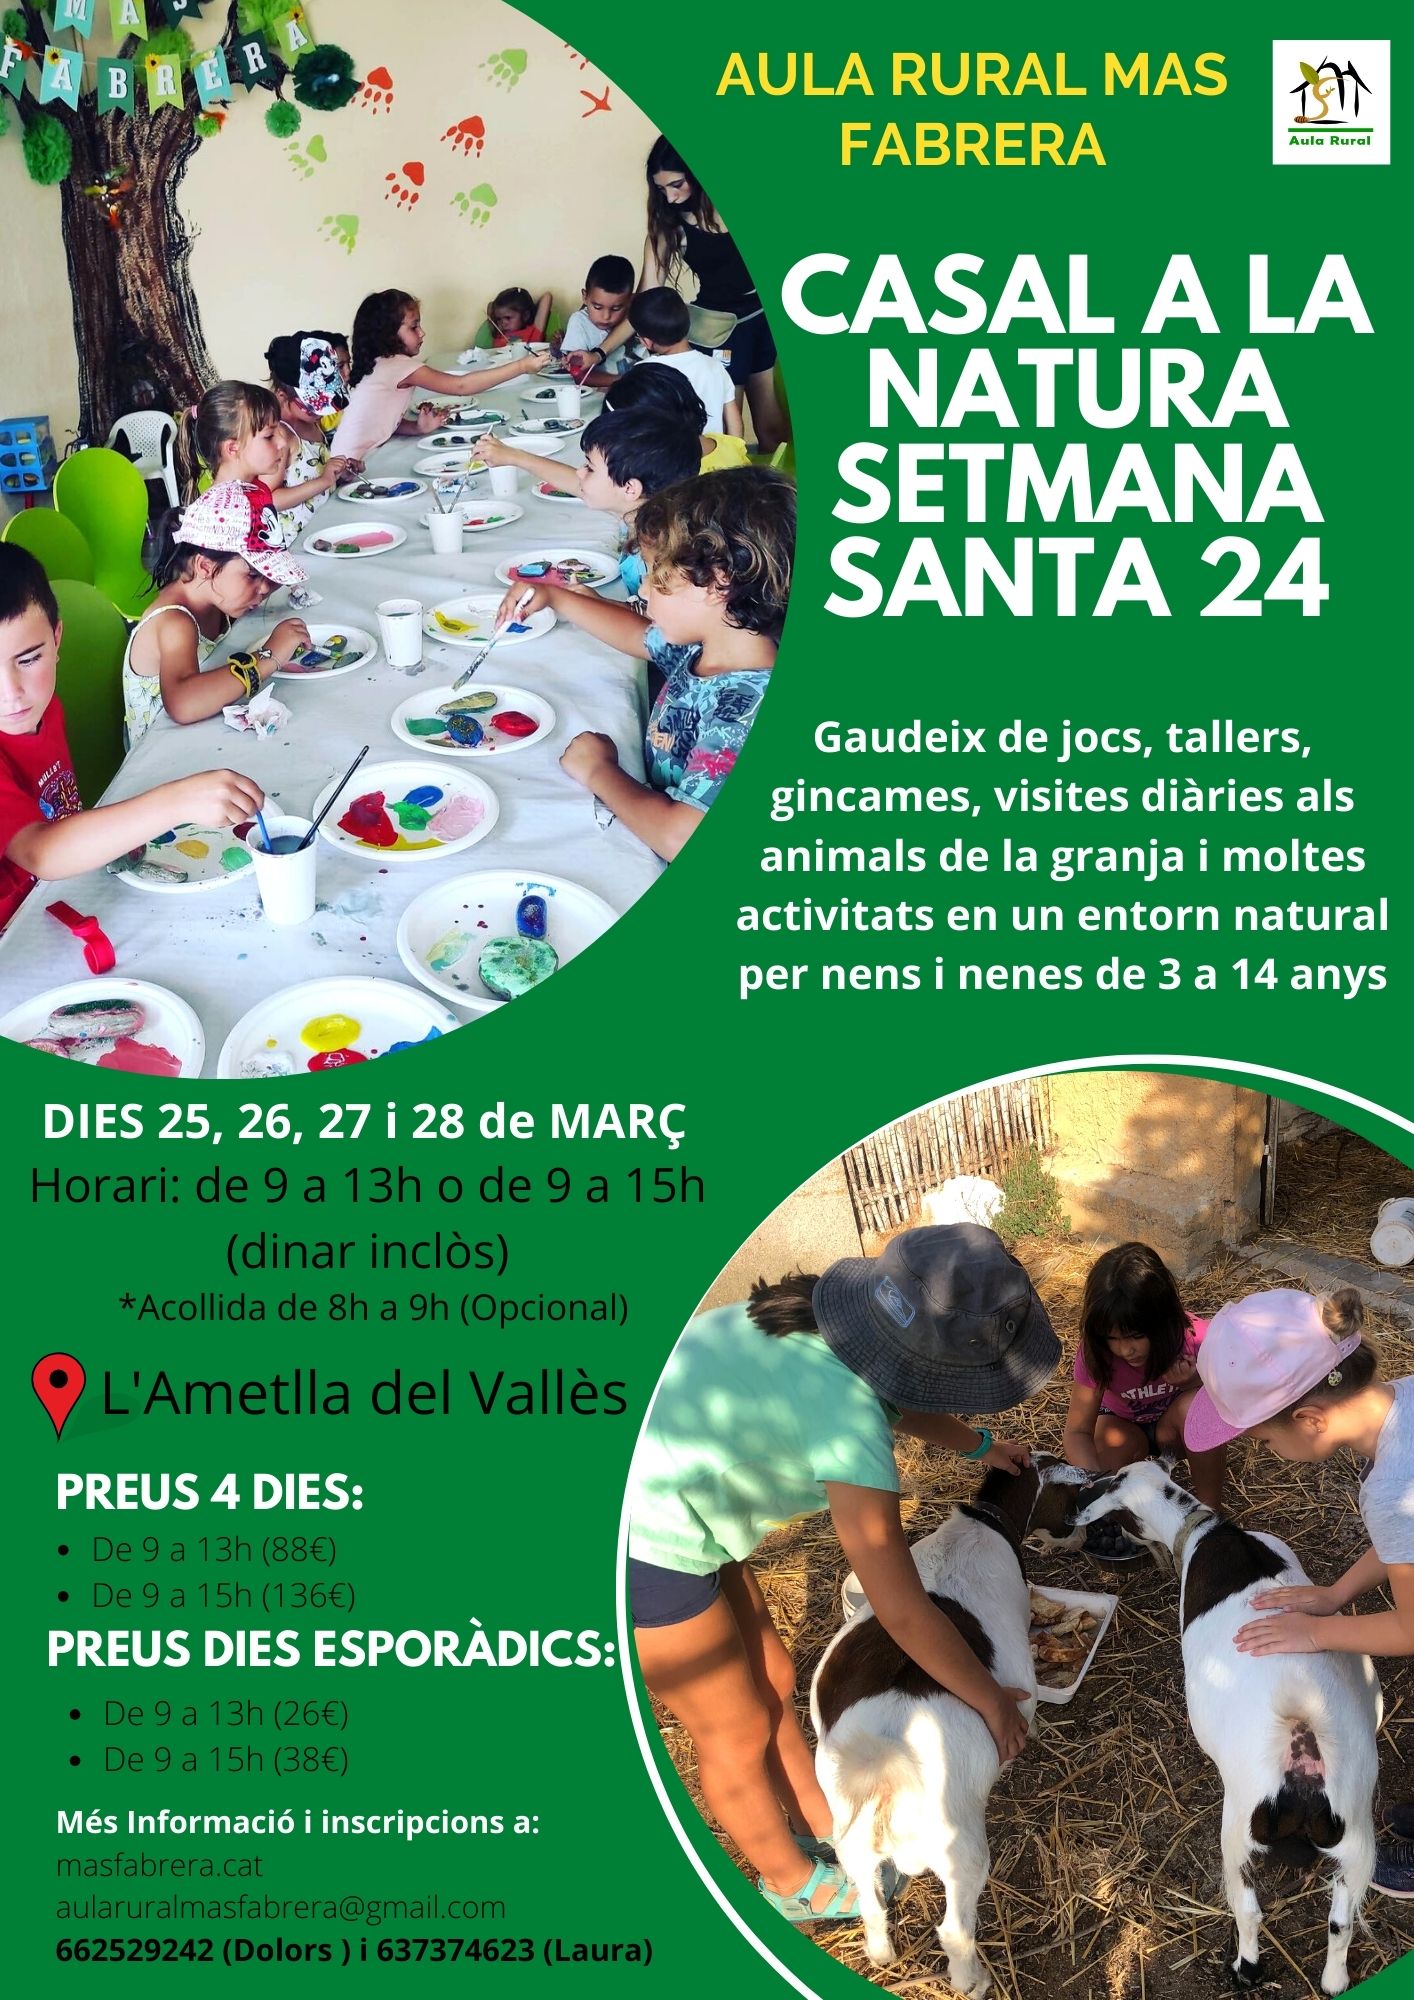 MAS
FABRERA
AULA RURAL MAS
FABRERA
Aula Rural
CASAL A LA
NATURA
SETMANA
SANTA 24
Gaudeix de jocs, tallers,
gincames, visites diàries als
animals de la granja i moltes
activitats en un entorn natural
per nens i nenes de 3 a 14 anys
DIES 25, 26, 27 i 28 de MARÇ
Horari: de 9 a 13h o de 9 a 15h
(dinar inclòs)
*Acollida de 8h a 9h (Opcional)
L'Ametlla del Vallès
PREUS 4 DIES:
• De 9 a 13h (88€)
• De 9 a 15h (136€)
PREUS DIES ESPORÀDICS:
• De 9 a 13h (26€)
• De 9 a 15h (38€)
Més Informació i inscripcions a:
masfabrera.cat
aularuralmasfabrera@gmail.com
662529242 (Dolors ) i 637374623 (Laura)